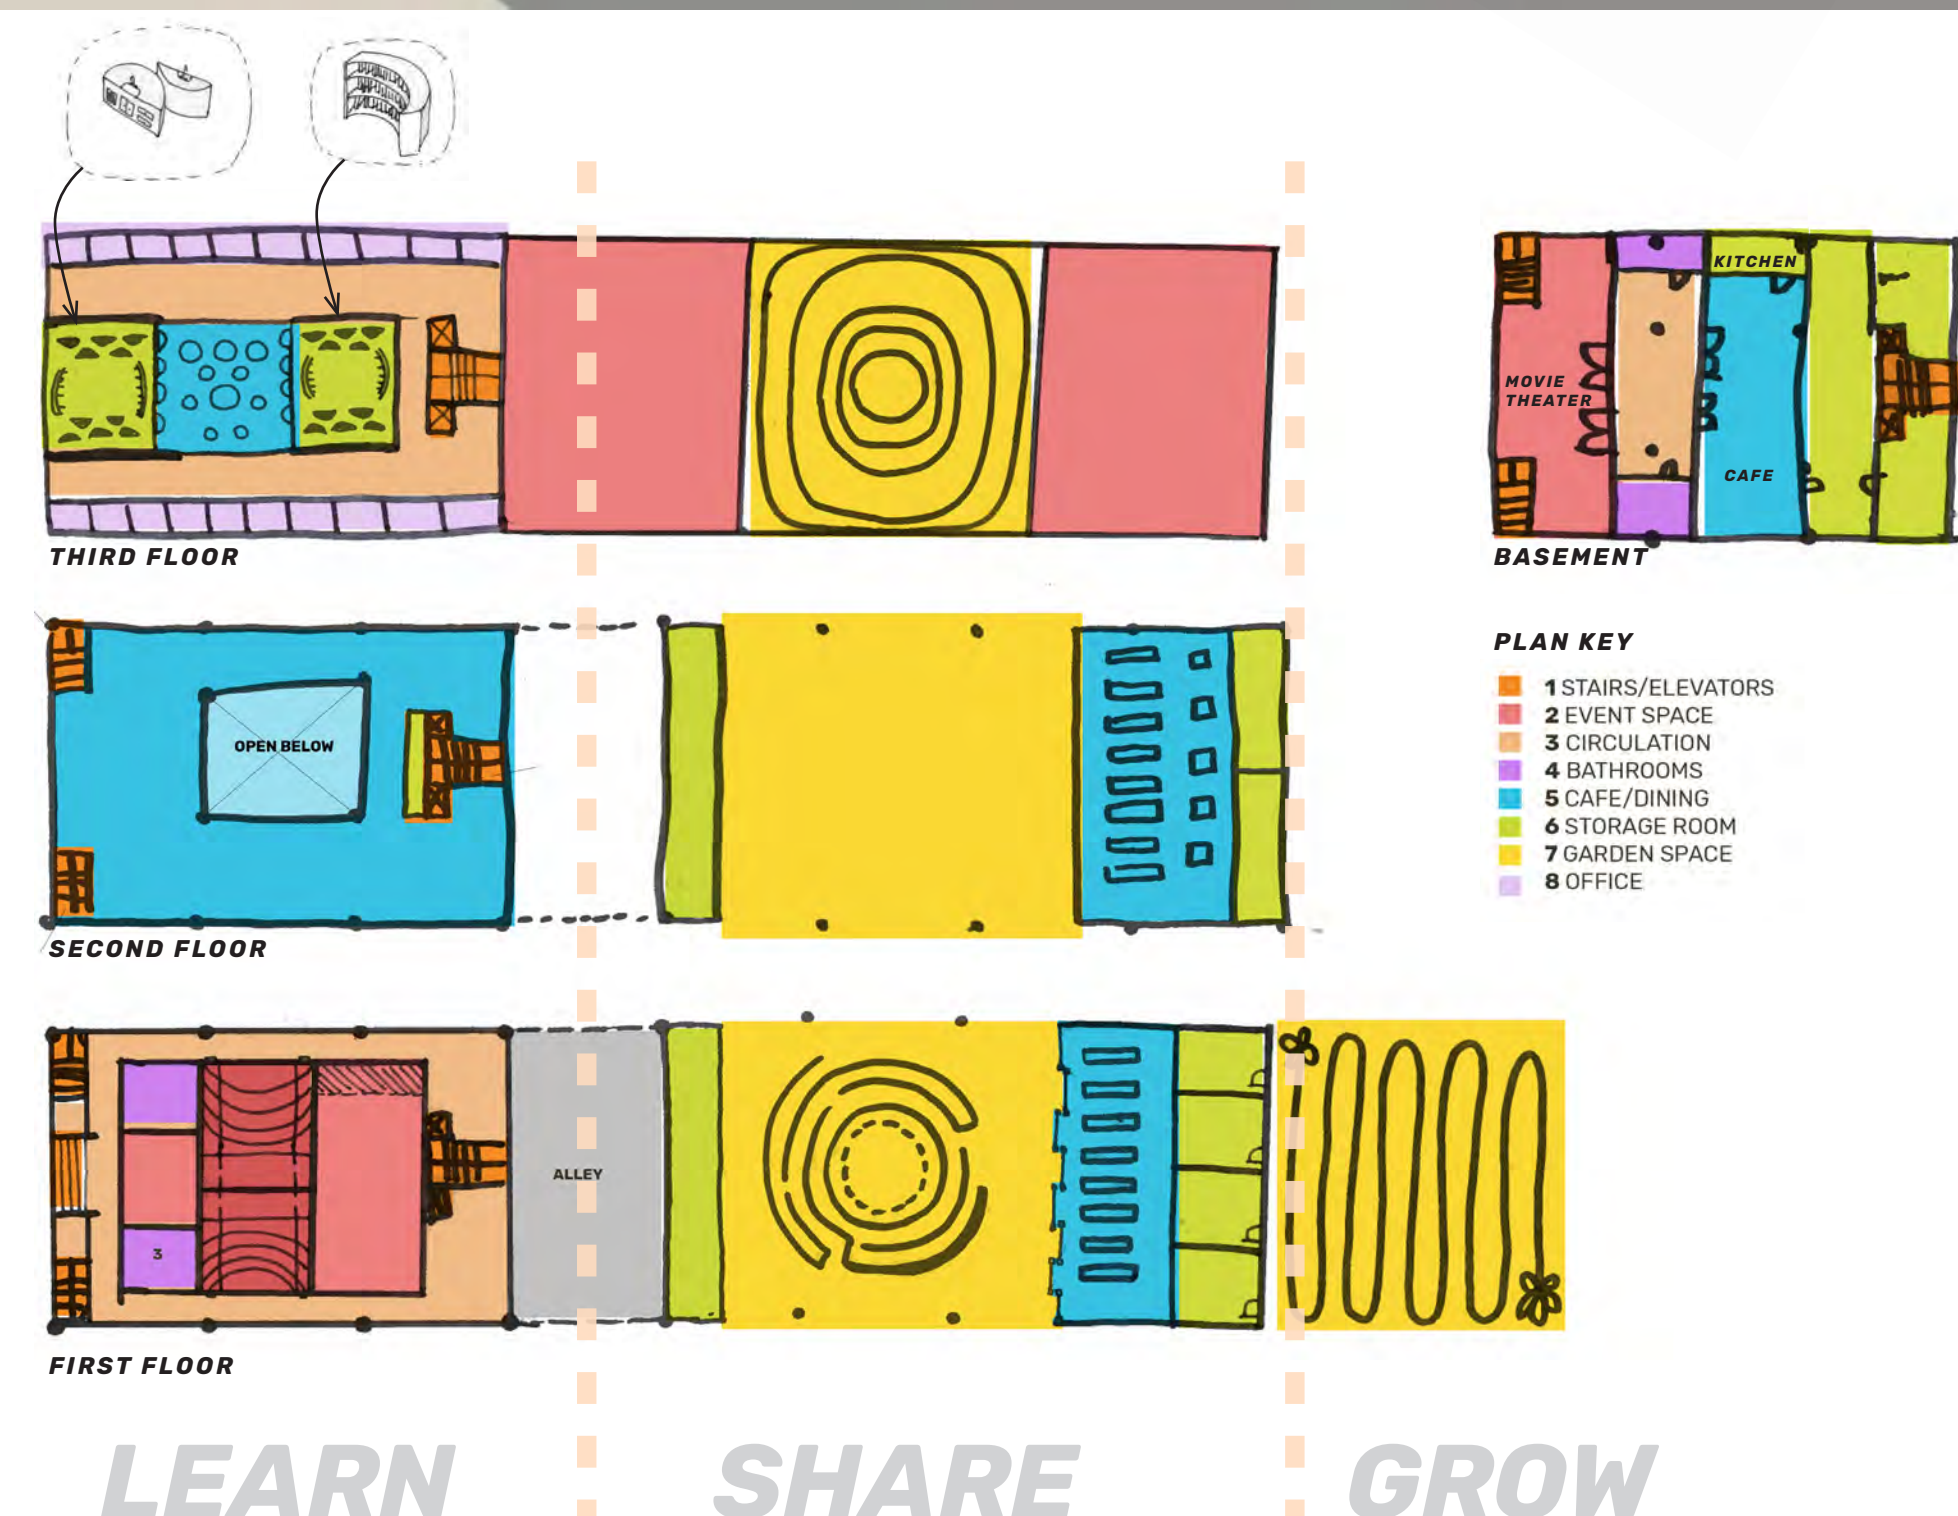 KITCHEN
MOVIE
THEATER
CAFE
THIRD FLOOR
BASEMENT
PLAN KEY
1 STAIRS/ELEVATORS
2 EVENT SPACE
3 CIRCULATION
4 BATHROOMS
5 CAFE/DINING
6 STORAGE ROOM
7 GARDEN SPACE
8 OFFICE
OPEN BELOW
SECOND FLOOR
ALLEY
3
FIRST FLOOR
LEARN
SHARE
GROW